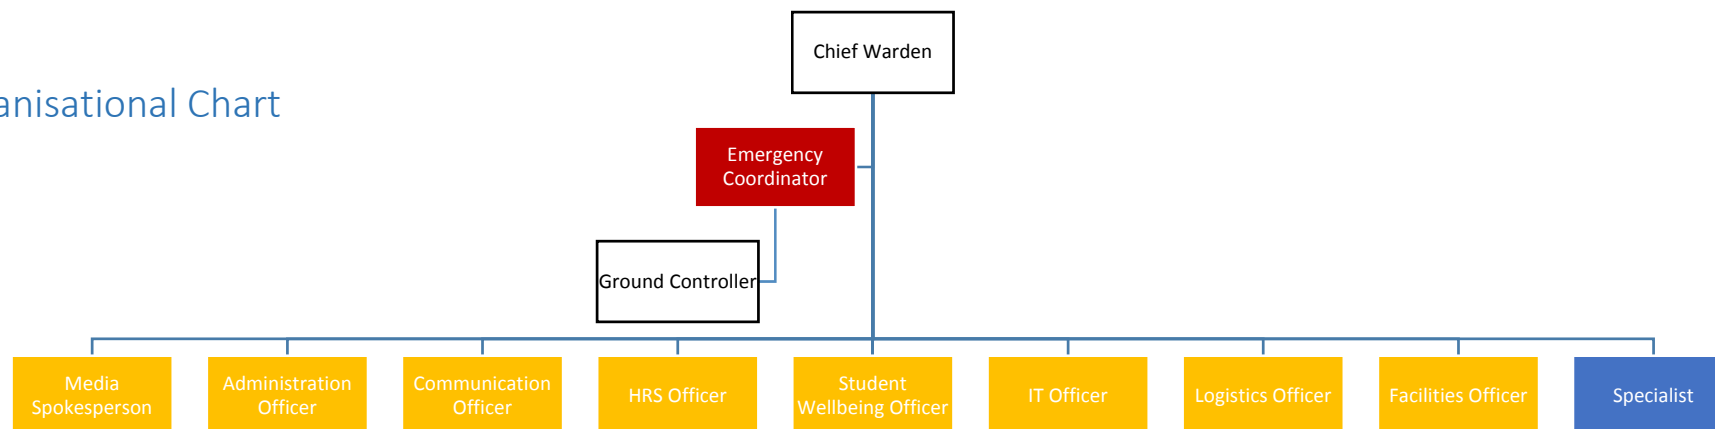 Chief Warden
anisational Chart
Emergency
Coordinator
Ground Controller
Media
Spokesperson
Administration
Officer
Communication
Officer
HRS Officer
Student
Wellbeing Officer
IT Officer
Logistics Officer
Facilities Officer
Specialist